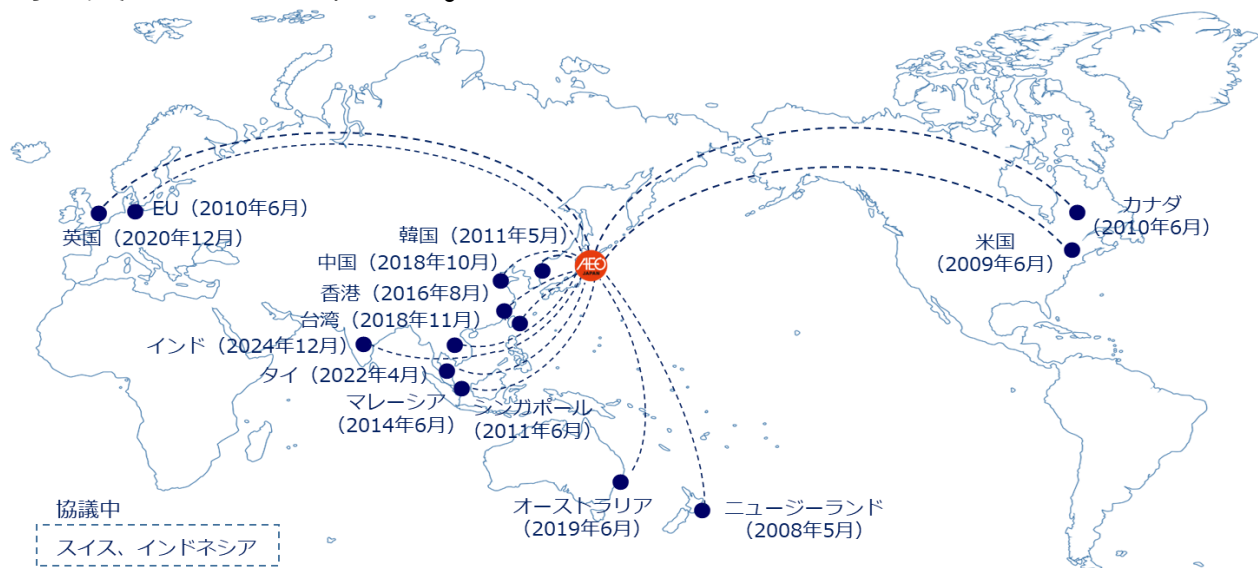 EU（2010年6月）
英国（2020年12月）
韓国（2011年5月）
中国（2018年10月）
香港（2016年8月）
台湾（2018年11月）
インド（2024年12月）
タイ（2022年4月）
マレーシア
（2014年6月）
シンガポール
（2011年6月）
AEO
JAPAN
カナダ
（2010年6月）
米国
（2009年6月）
オーストラリア
（2019年6月）
ニュージーランド
（2008年5月）
協議中
スイス、インドネシア